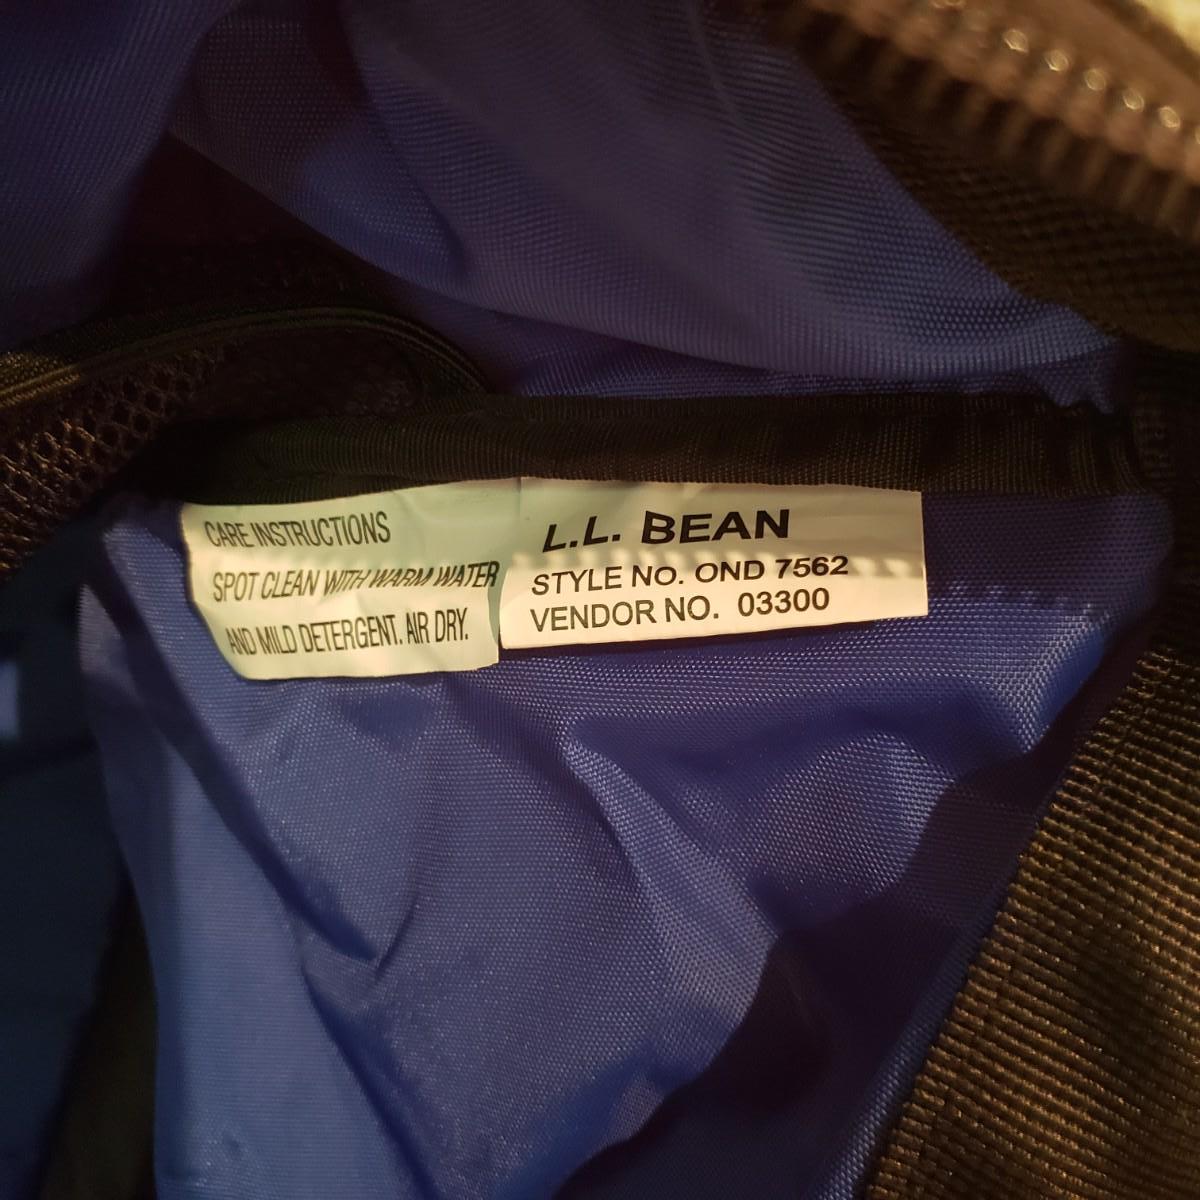 CARE INSTRUCTIONS
SPOT CLEAN WITH WARM WATER
AND MILD DETERGENT. AIR DRY.
L.L. BEAN
STYLE NO. OND 7562
VENDOR NO. 03300